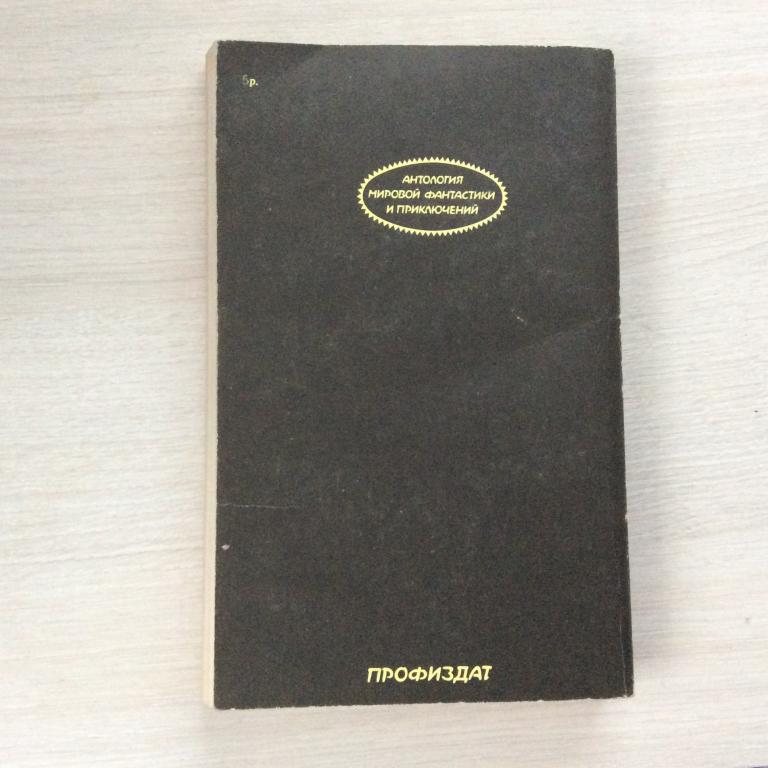 5р.
АНТОЛОГИЯ
МИРОВОЙ ФАНТАСТИКИ
И ПРИКЛЮЧЕНИЙ
ПРОФИЗДАТ